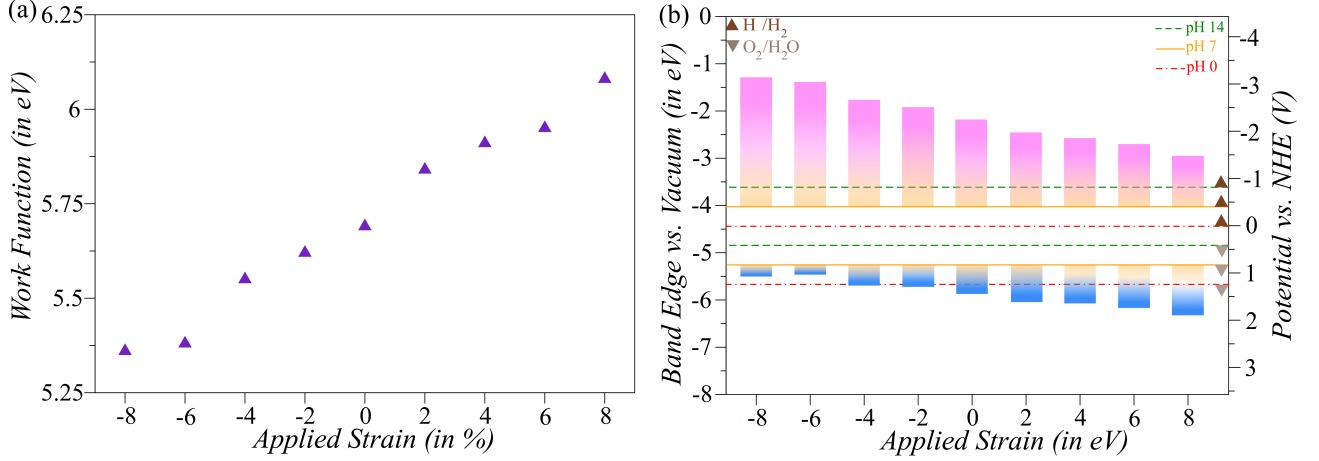 (a)
6.25
6
5.75
5.5
5.25
Work Function (in eV)
-8 -6 -4 -2 0 2 4 6 8
Applied Strain (in %)
(b)
0
-1
-2
-3
-4
-5
-6
-7
-8
Band Edge vs. Vacuum (in eV)
H /H2
O2/H2O
pH 14
pH 7
pH 0
-4
-3
-2
-1
0
1
2
3
Potential vs. NHE (V)
-8 -6 -4 -2 0 2 4 6 8
Applied Strain (in eV)